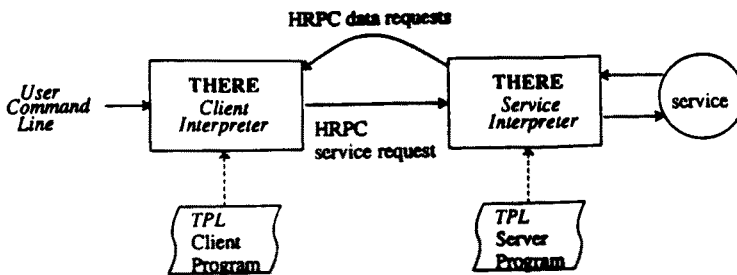 HRPC data requests
User
Command
Line
THERE
Client
Interpreter
HRPC
service request
THERE
Service
Interpreter
service
TPL
Client
Program
TPL
Server
Program